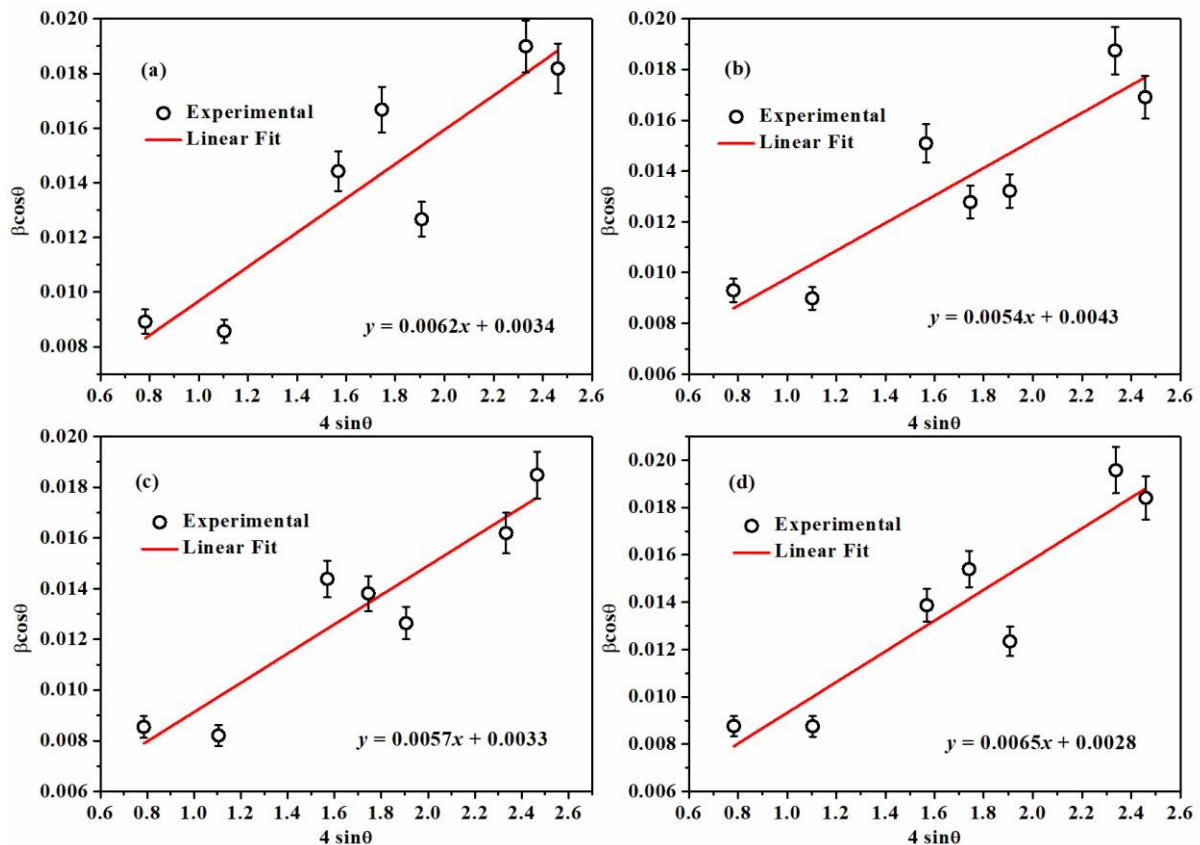 0.020
0.018
0.016
0.014
0.012
0.010
0.008
βcosθ
(a)
Experimental
Linear Fit
y = 0.0062x + 0.0034
0.6 0.8 1.0 1.2 1.4 1.6 1.8 2.0 2.2 2.4 2.6
4 sinθ
0.020
0.018
0.016
0.014
0.012
0.010
0.008
0.006
βcosθ
(b)
Experimental
Linear Fit
y = 0.0054x + 0.0043
0.6 0.8 1.0 1.2 1.4 1.6 1.8 2.0 2.2 2.4 2.6
4 sinθ
0.020
0.018
0.016
0.014
0.012
0.010
0.008
0.006
βcosθ
(c)
Experimental
Linear Fit
y = 0.0057x + 0.0033
0.6 0.8 1.0 1.2 1.4 1.6 1.8 2.0 2.2 2.4 2.6
4 sinθ
0.020
0.018
0.016
0.014
0.012
0.010
0.008
0.006
βcosθ
(d)
Experimental
Linear Fit
y = 0.0065x + 0.0028
0.6 0.8 1.0 1.2 1.4 1.6 1.8 2.0 2.2 2.4 2.6
4 sinθ